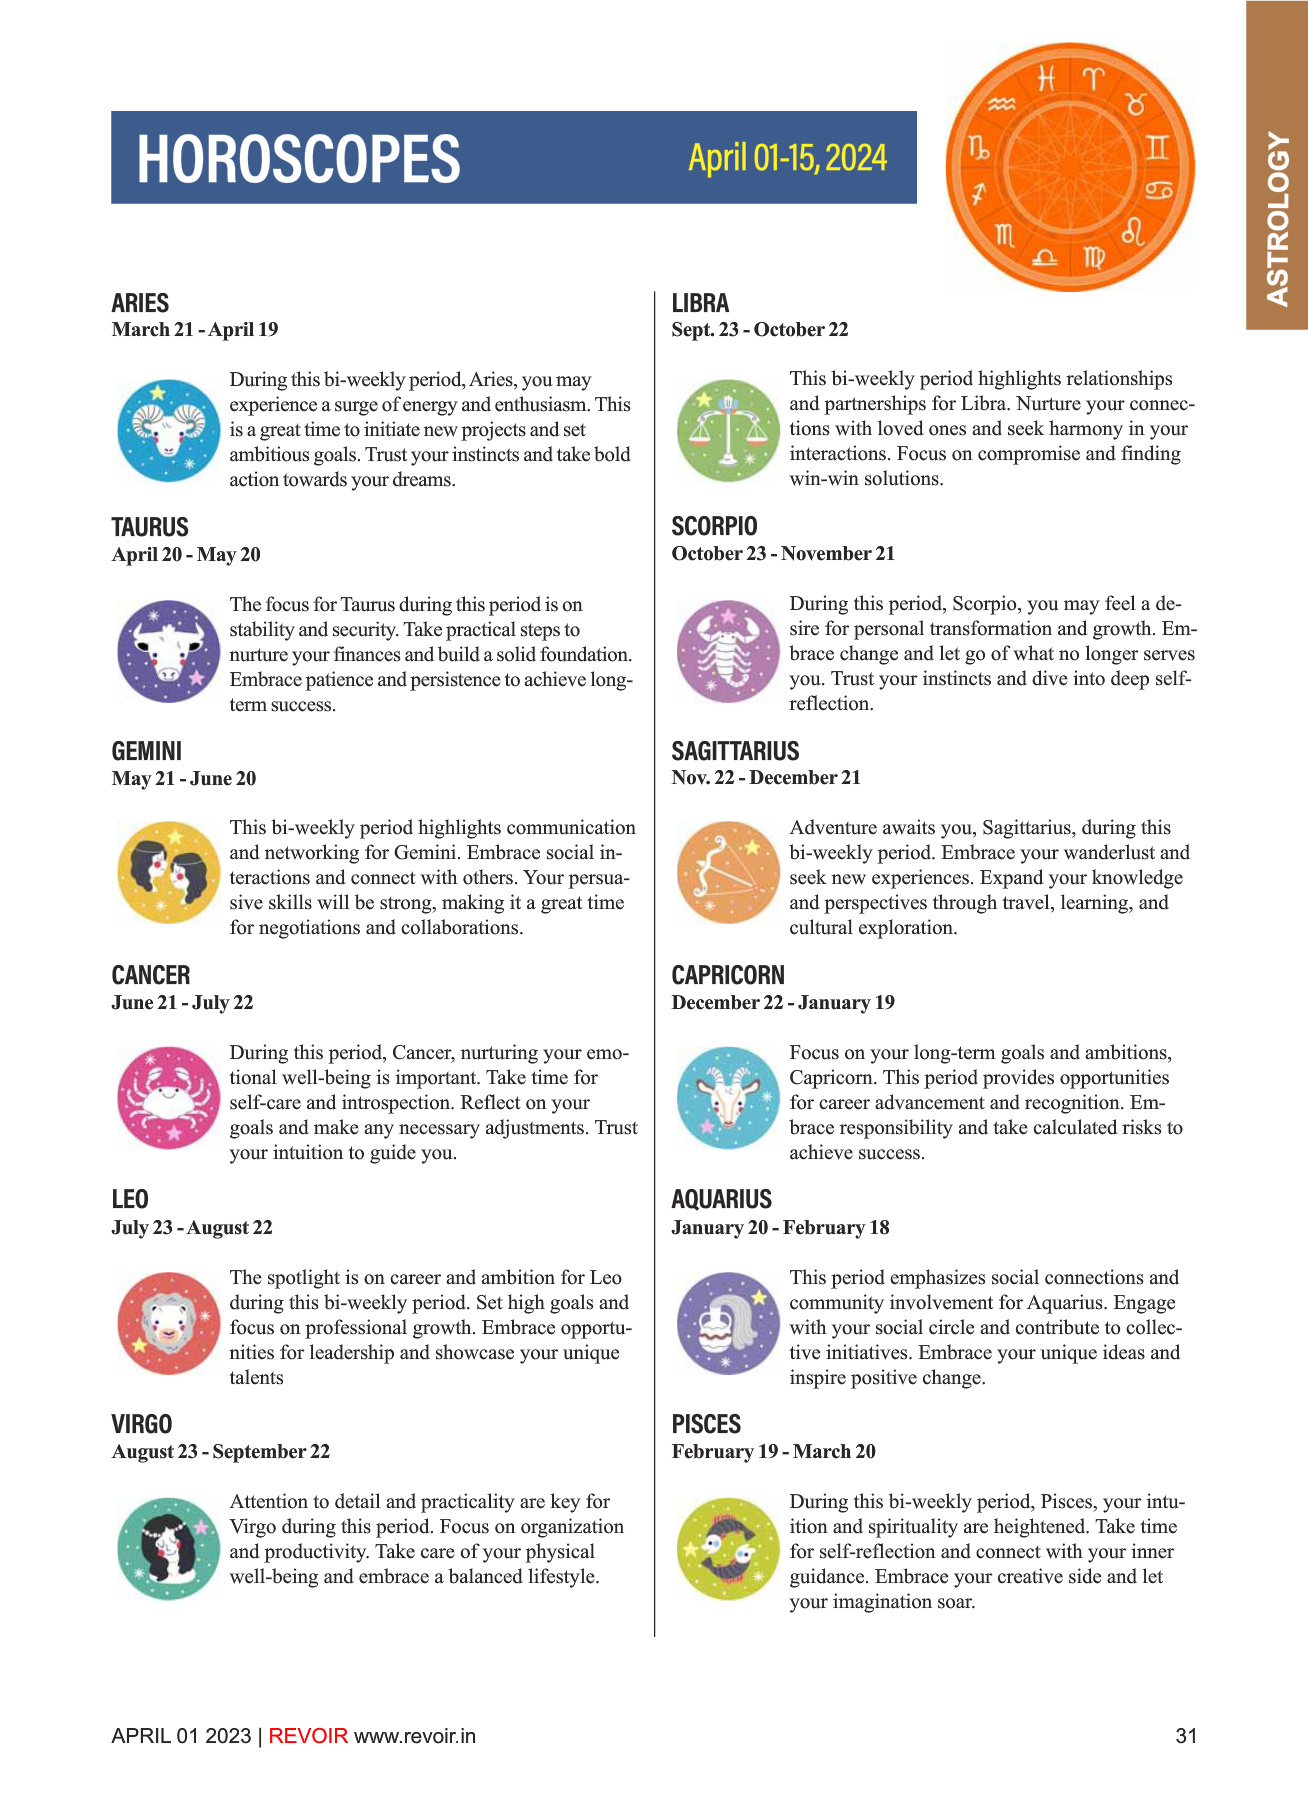 HOROSCOPES
April 01-15, 2024
ASTROLOGY
ARIES
March 21 - April 19
During this bi-weekly period, Aries, you may
experience a surge of energy and enthusiasm. This
is a great time to initiate new projects and set
ambitious goals. Trust your instincts and take bold
action towards your dreams.
TAURUS
April 20 - May 20
The focus for Taurus during this period is on
stability and security. Take practical steps to
nurture your finances and build a solid foundation.
Embrace patience and persistence to achieve long-
term success.
GEMINI
May 21 - June 20
This bi-weekly period highlights communication
and networking for Gemini. Embrace social in-
teractions and connect with others. Your persua-
sive skills will be strong, making it a great time
for negotiations and collaborations.
CANCER
June 21 - July 22
During this period, Cancer, nurturing your emo-
tional well-being is important. Take time for
self-care and introspection. Reflect on your
goals and make any necessary adjustments. Trust
your intuition to guide you.
LEO
July 23 - August 22
The spotlight is on career and ambition for Leo
during this bi-weekly period. Set high goals and
focus on professional growth. Embrace opportu-
nities for leadership and showcase your unique
talents
VIRGO
August 23 - September 22
Attention to detail and practicality are key for
Virgo during this period. Focus on organization
and productivity. Take care of your physical
well-being and embrace a balanced lifestyle.
LIBRA
Sept. 23 - October 22
This bi-weekly period highlights relationships
and partnerships for Libra. Nurture your connec-
tions with loved ones and seek harmony in your
interactions. Focus on compromise and finding
win-win solutions.
SCORPIO
October 23 - November 21
During this period, Scorpio, you may feel a de-
sire for personal transformation and growth. Em-
brace change and let go of what no longer serves
you. Trust your instincts and dive into deep self-
reflection.
SAGITTARIUS
Nov. 22 - December 21
Adventure awaits you, Sagittarius, during this
bi-weekly period. Embrace your wanderlust and
seek new experiences. Expand your knowledge
and perspectives through travel, learning, and
cultural exploration.
CAPRICORN
December 22 - January 19
Focus on your long-term goals and ambitions,
Capricorn. This period provides opportunities
for career advancement and recognition. Em-
brace responsibility and take calculated risks to
achieve success.
AQUARIUS
January 20 - February 18
This period emphasizes social connections and
community involvement for Aquarius. Engage
with your social circle and contribute to collec-
tive initiatives. Embrace your unique ideas and
inspire positive change.
PISCES
February 19 - March 20
During this bi-weekly period, Pisces, your intu-
ition and spirituality are heightened. Take time
for self-reflection and connect with your inner
guidance. Embrace your creative side and let
your imagination soar.
APRIL 01 2023 | REVOIR www.revoir.in
31